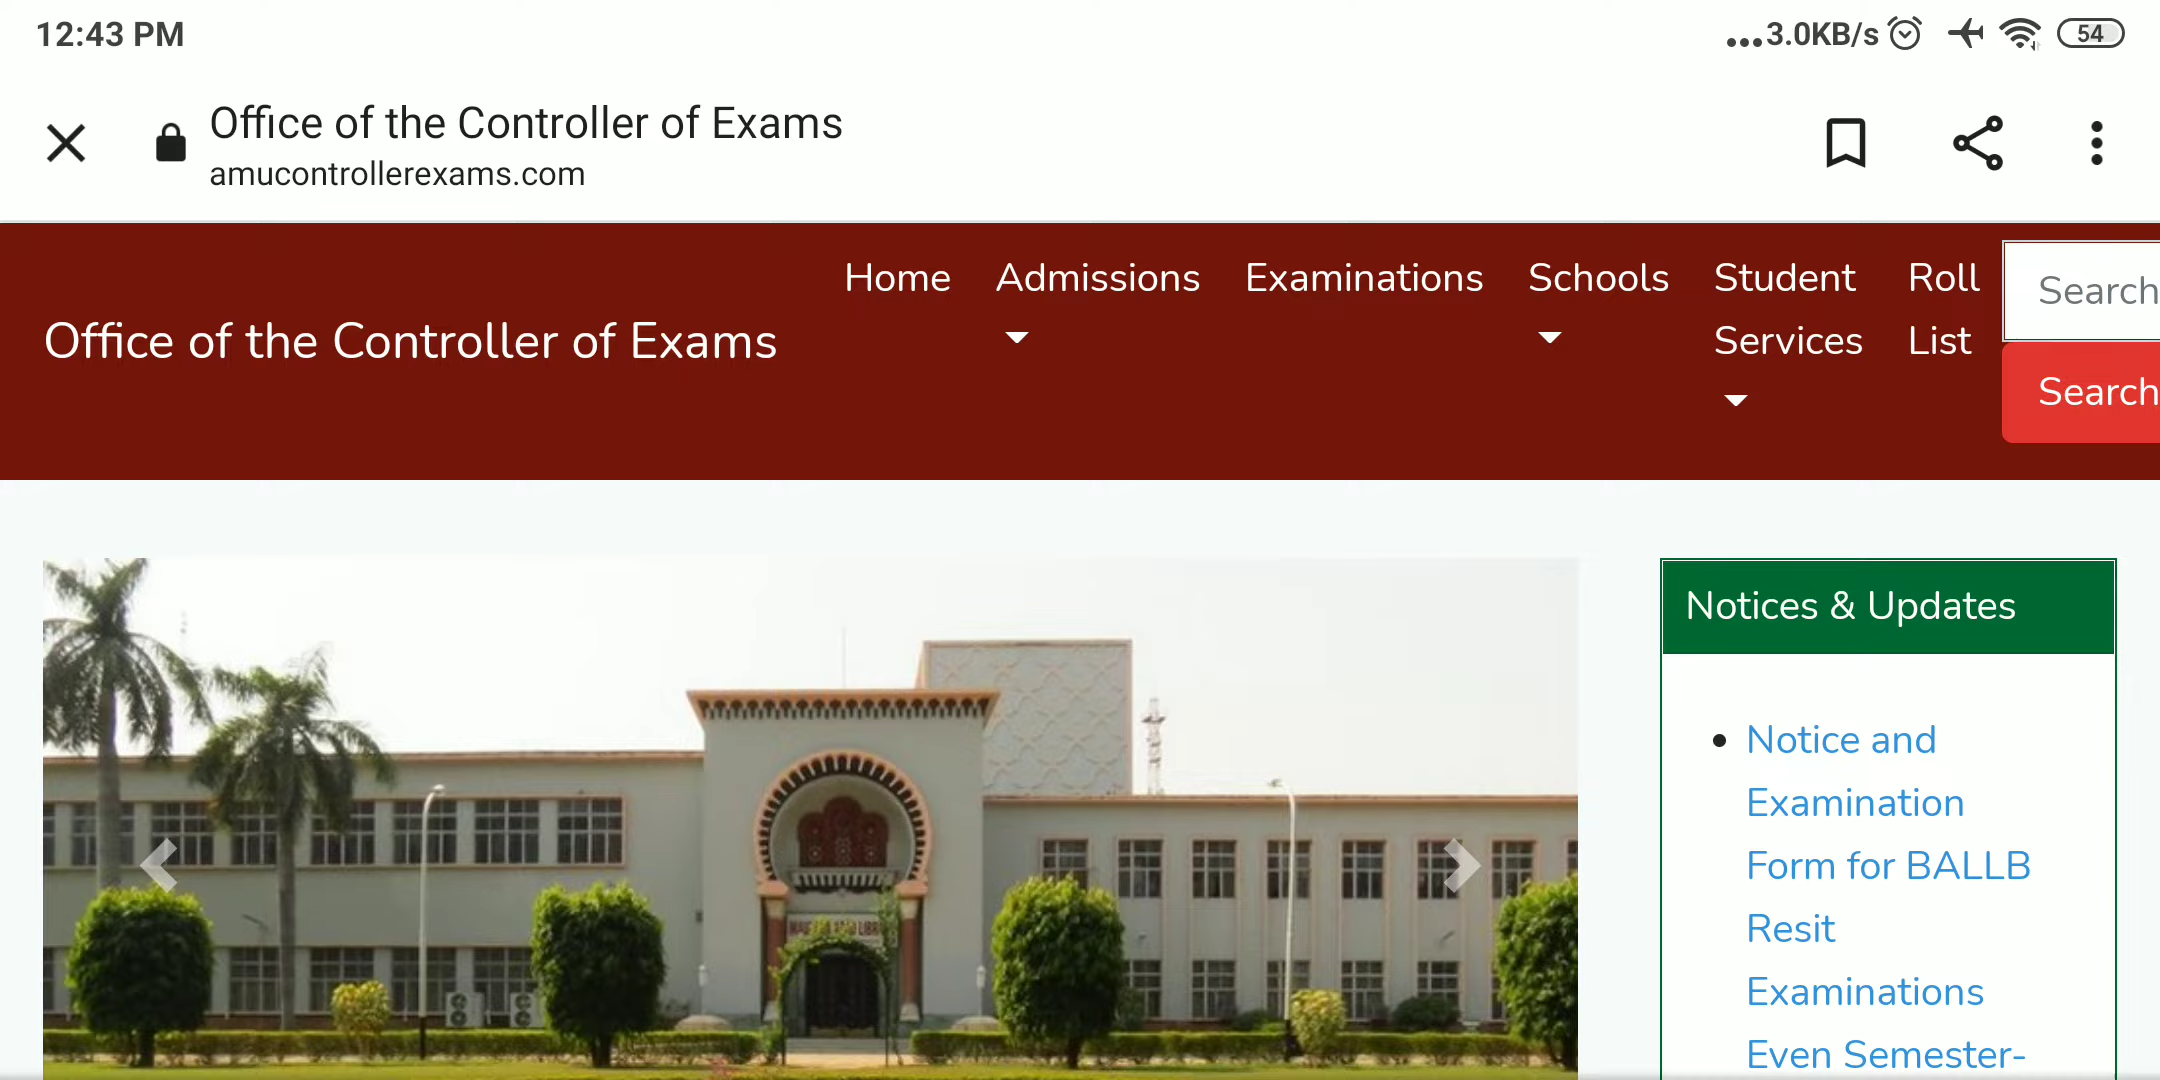 12:43 PM
...3.0KB/s
54
Office of the Controller of Exams
amucontrollerexams.com
Office of the Controller of Exams
Home
Admissions
Examinations
Schools
Student
Services
Roll
List
Search
Search
Notices & Updates
• Notice and
Examination
Form for BALLB
Resit
Examinations
Even Semester-